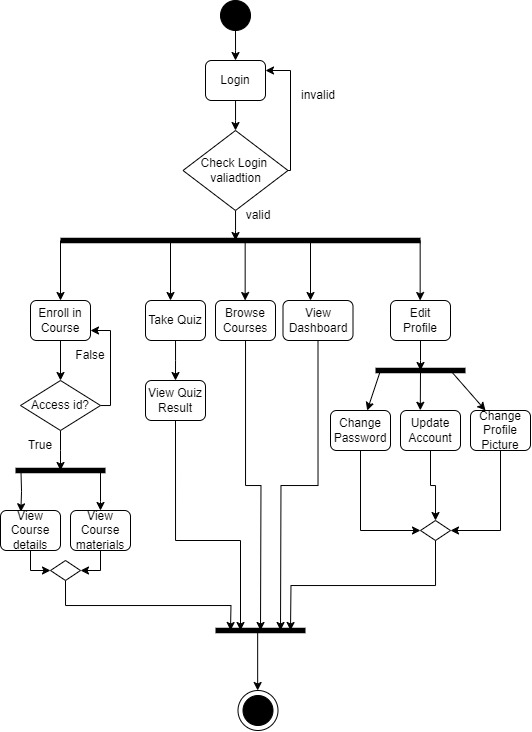 Login
invalid
Check Login
valiadtion
valid
Enroll in
Course
Take Quiz
Browse
Courses
View
Dashboard
Edit
Profile
False
Access id?
View Quiz
Result
Change
Password
Update
Account
Change
Profile
Picture
True
View
Course
details
View
Course
materials